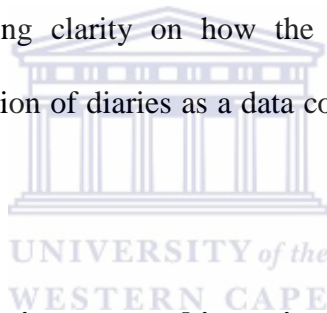 ng clarity on how the
ion of diaries as a data co
UNIVERSITY of the
WESTERN CAPE